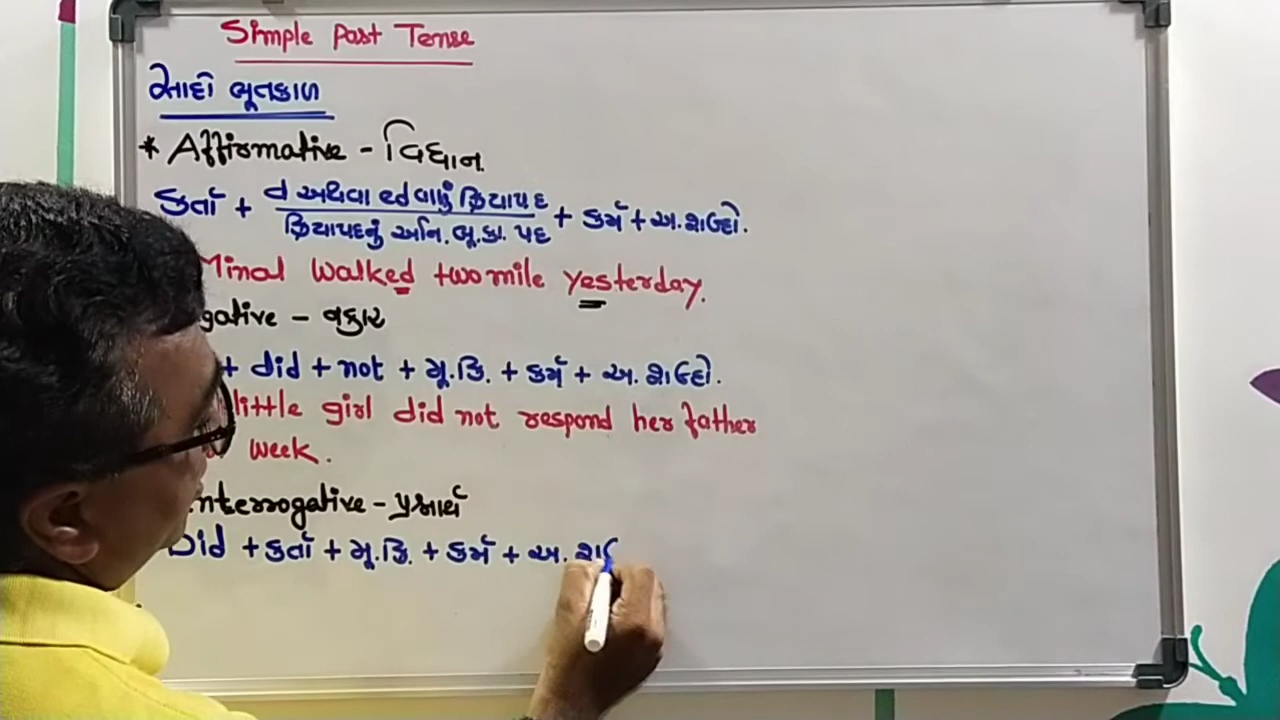 Simple Past Tense
સાદો ભૂતકાળ
* Affirmative - વિધાન
કર્તા + d અથવા ed વાળું ક્રિયાપદ + કર્મ + અ. શબ્દો.
ક્રિયાપદનું અનિ. ભૂ.કા. પદ
Minal walked two mile yesterday.
gative - નકાર
+ did + not + મૂ.ક્રિ. + કર્મ + અ. શબ્દો.
little girl did not respond her father
week.
Interrogative - પ્રશ્નાર્થ
Did + કર્તા + મૂ.ક્રિ. + કર્મ + અ.